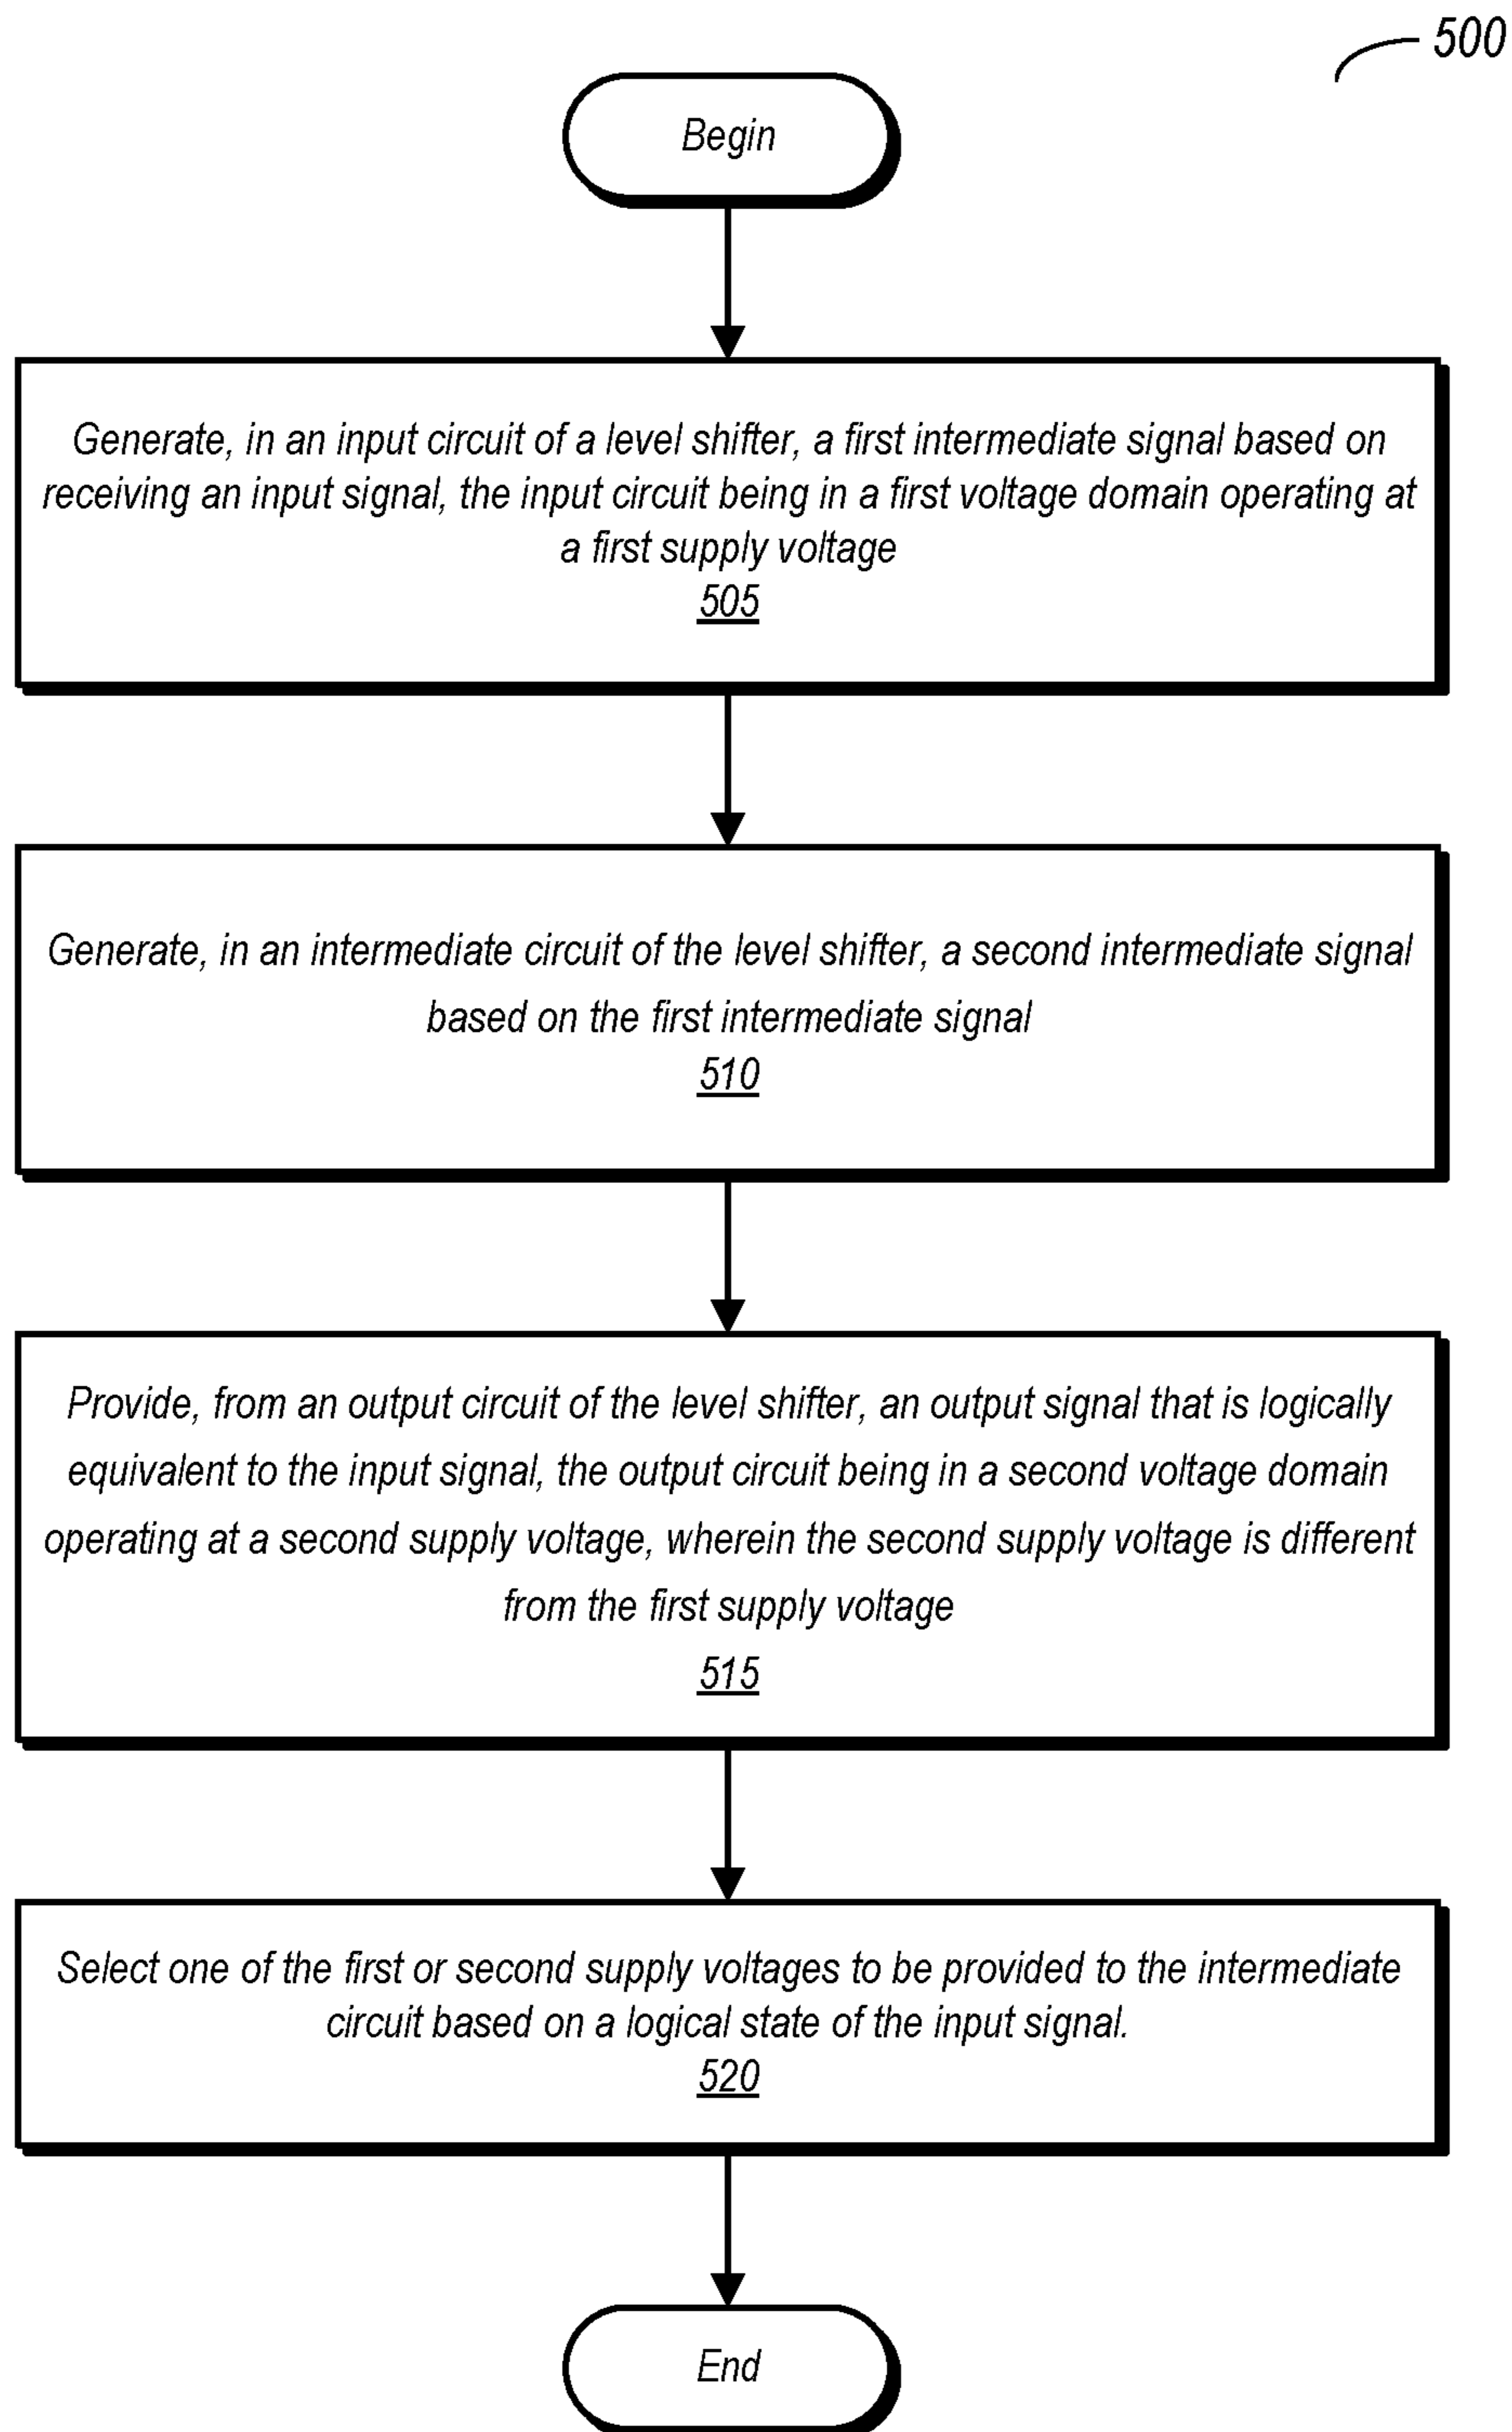 500
Begin
Generate, in an input circuit of a level shifter, a first intermediate signal based on
receiving an input signal, the input circuit being in a first voltage domain operating at
a first supply voltage
505
Generate, in an intermediate circuit of the level shifter, a second intermediate signal
based on the first intermediate signal
510
Provide, from an output circuit of the level shifter, an output signal that is logically
equivalent to the input signal, the output circuit being in a second voltage domain
operating at a second supply voltage, wherein the second supply voltage is different
from the first supply voltage
515
Select one of the first or second supply voltages to be provided to the intermediate
circuit based on a logical state of the input signal.
520
End